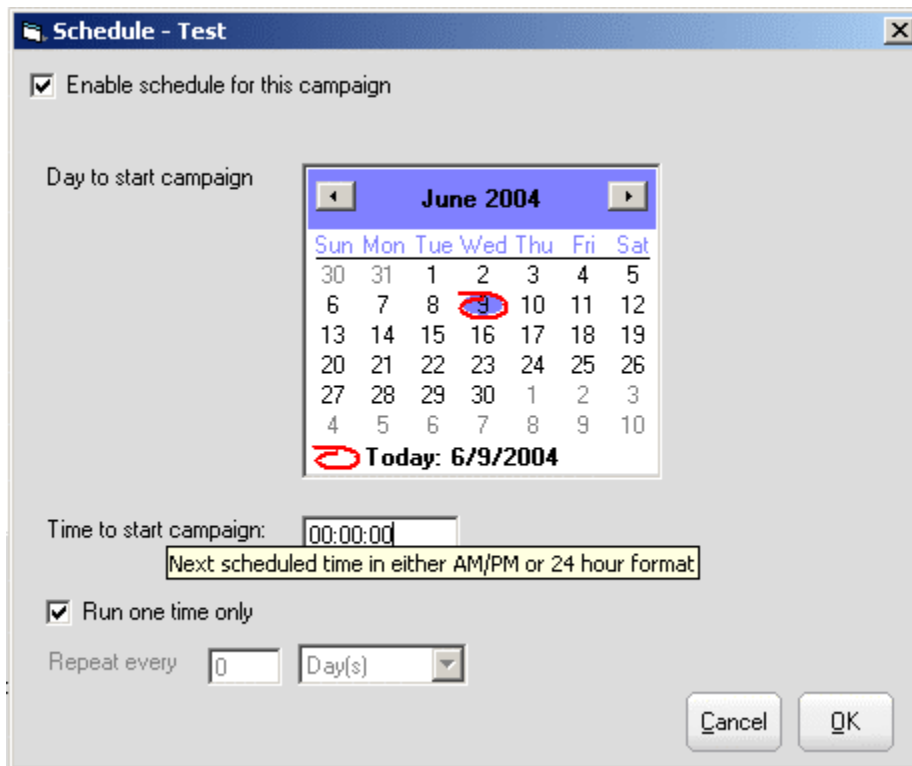 Schedule - Test
Enable schedule for this campaign
Day to start campaign
June 2004
Sun Mon Tue Wed Thu Fri Sat
30 31 1 2 3 4 5
6 7 8 9 10 11 12
13 14 15 16 17 18 19
20 21 22 23 24 25 26
27 28 29 30 1 2 3
4 5 6 7 8 9 10
Today: 6/9/2004
Time to start campaign: 00:00:00
Next scheduled time in either AM/PM or 24 hour format
Run one time only
Repeat every 0 Day(s)
Cancel OK